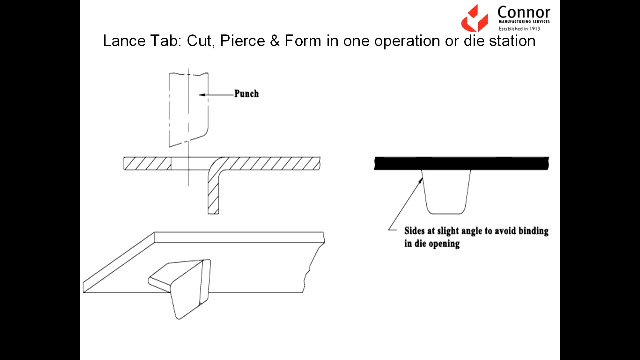 Connor
MANUFACTURING SERVICES
Established in 1913
Lance Tab: Cut, Pierce & Form in one operation or die station
Punch
Sides at slight angle to avoid binding
in die opening